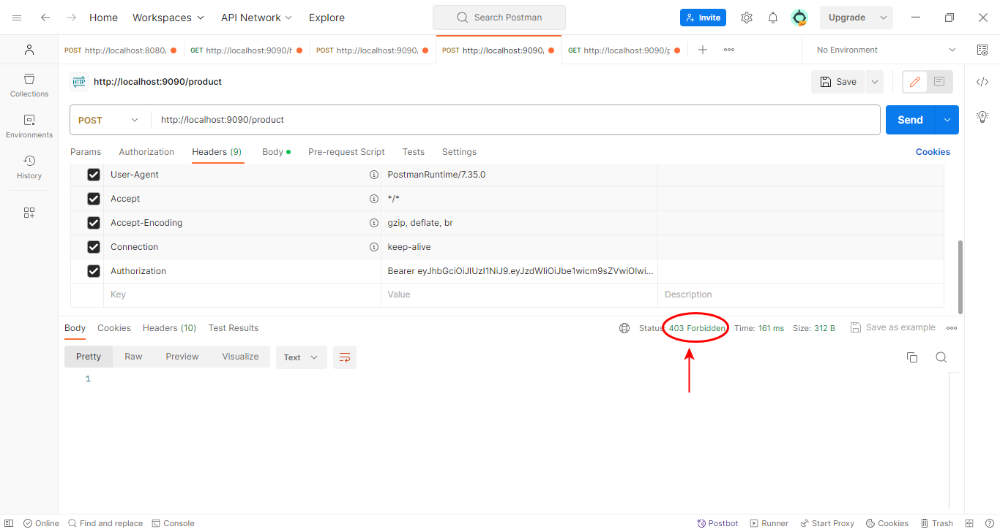 Home Workspaces API Network Explore Search Postman Invite Upgrade
POST http://localhost:8080/ GET http://localhost:9090/h POST http://localhost:9090/ POST http://localhost:9090/ GET http://localhost:9090/p No Environment
HTTP http://localhost:9090/product Save
Collections
POST http://localhost:9090/product Send
Environments
Params Authorization Headers (9) Body Pre-request Script Tests Settings Cookies
History
User-Agent PostmanRuntime/7.35.0
Accept */*
Accept-Encoding gzip, deflate, br
Connection keep-alive
Authorization Bearer eyJhbGciOiJIUzI1NiJ9.eyJzdWIiOiJbe1wicm9sZVwiOlwi...
Key Value Description
Body Cookies Headers (10) Test Results Status: 403 Forbidden Time: 161 ms Size: 312 B Save as example
Pretty Raw Preview Visualize Text
1
Online Find and replace Console Postbot Runner Start Proxy Cookies Trash